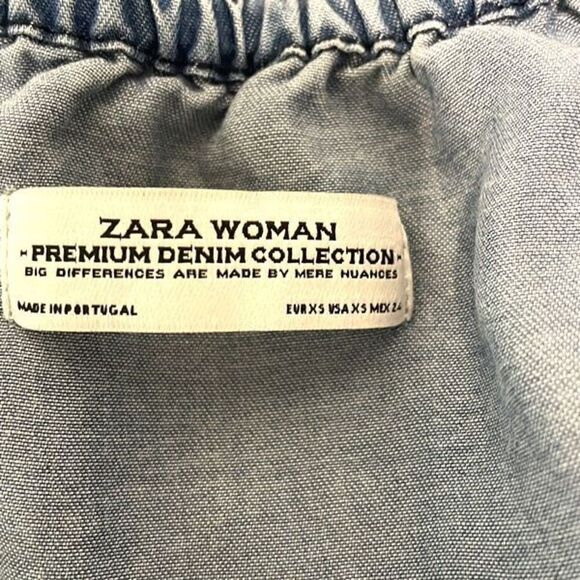 ZARA WOMAN
-PREMIUM DENIM COLLECTION-
BIG DIFFERENCES ARE MADE BY MERE NUANCES
MADE IN PORTUGAL EUR XS USA XS MEX 24